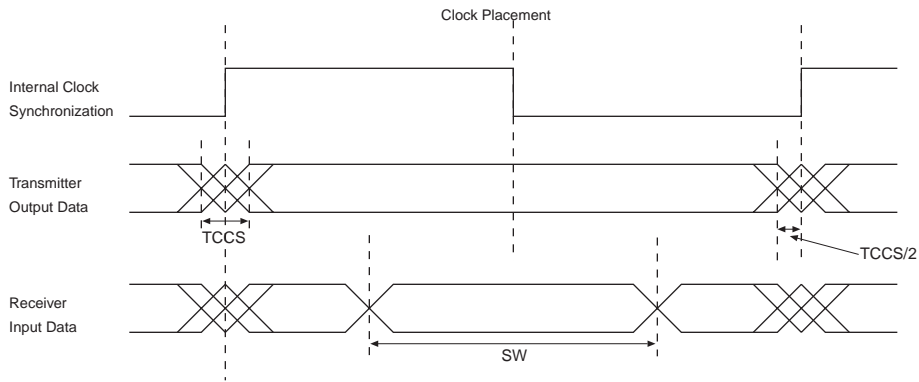 Clock Placement
Internal Clock
Synchronization
Transmitter
Output Data
TCCS
TCCS/2
Receiver
Input Data
SW